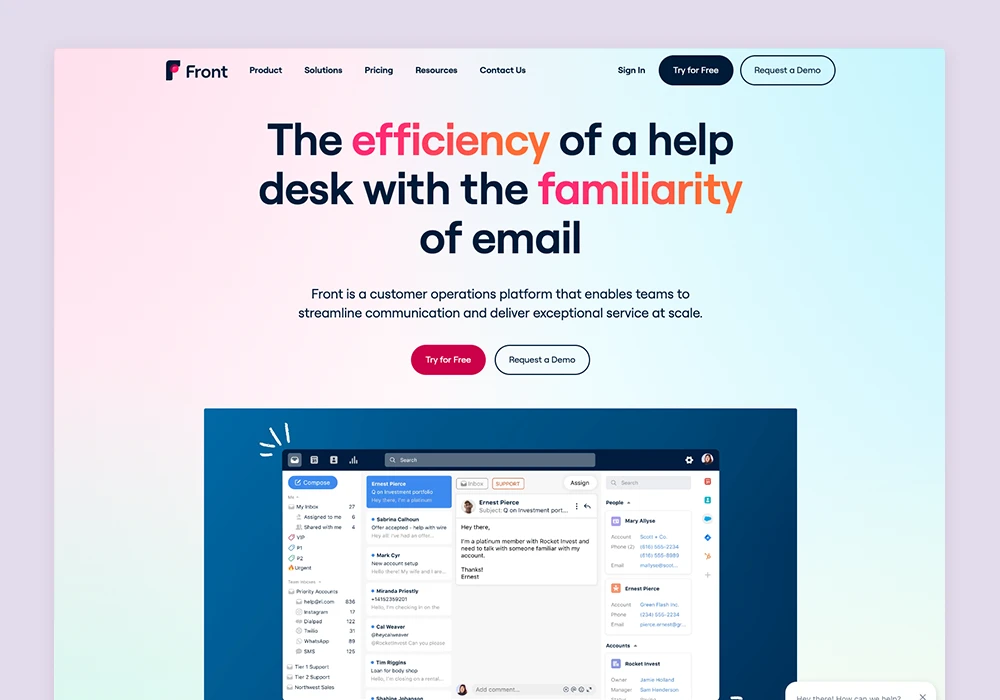 Front
Product
Solutions
Pricing
Resources
Contact Us
Sign In
Try for Free
Request a Demo
The efficiency of a help
desk with the familiarity
of email
Front is a customer operations platform that enables teams to
streamline communication and deliver exceptional service at scale.
Try for Free
Request a Demo
Search
Compose
Me
My Inbox 27
Assigned to me 6
Shared with me 4
VIP
P1
P2
Urgent
Team Inboxes
Priority Accounts
help@ri.com 836
Instagram 17
Dialpad 122
Twilio 31
WhatsApp 89
SMS 125
Tier 1 Support
Tier 2 Support
Northwest Sales
Ernest Pierce
Q on Investment portfolio
Hey there, I'm a platinum
Sabrina Calhoun
Offer accepted - help with wire
Hey all! I've had an offer...
Mark Cyr
New account setup
Hello there! My wife and I are...
Miranda Priestly
+14152359201
Hello, I'm checking in on the
Cal Weaver
@heycalweaver
@RocketInvest Can you please
Tim Riggins
Loan for body shop
Hello, I'm closing on a rental...
Shahine Johnson
Inbox
SUPPORT
Assign
Ernest Pierce
Subject: Q on Investment port...
Hey there,
I'm a platinum member with Rocket Invest and
need to talk with someone familiar with my
account.
Thanks!
Ernest
Add comment...
Search
People
Mary Allyse
Account Scott + Co.
Phone (2) (616) 555-2234
Email mallyse@scot...
Ernest Pierce
Account Green Flash Inc.
Phone (234) 555-2234
Email pierce.ernest@gr...
Accounts
Rocket Invest
Owner Jamie Holland
Manager Sam Henderson
Hey there! How can we help?